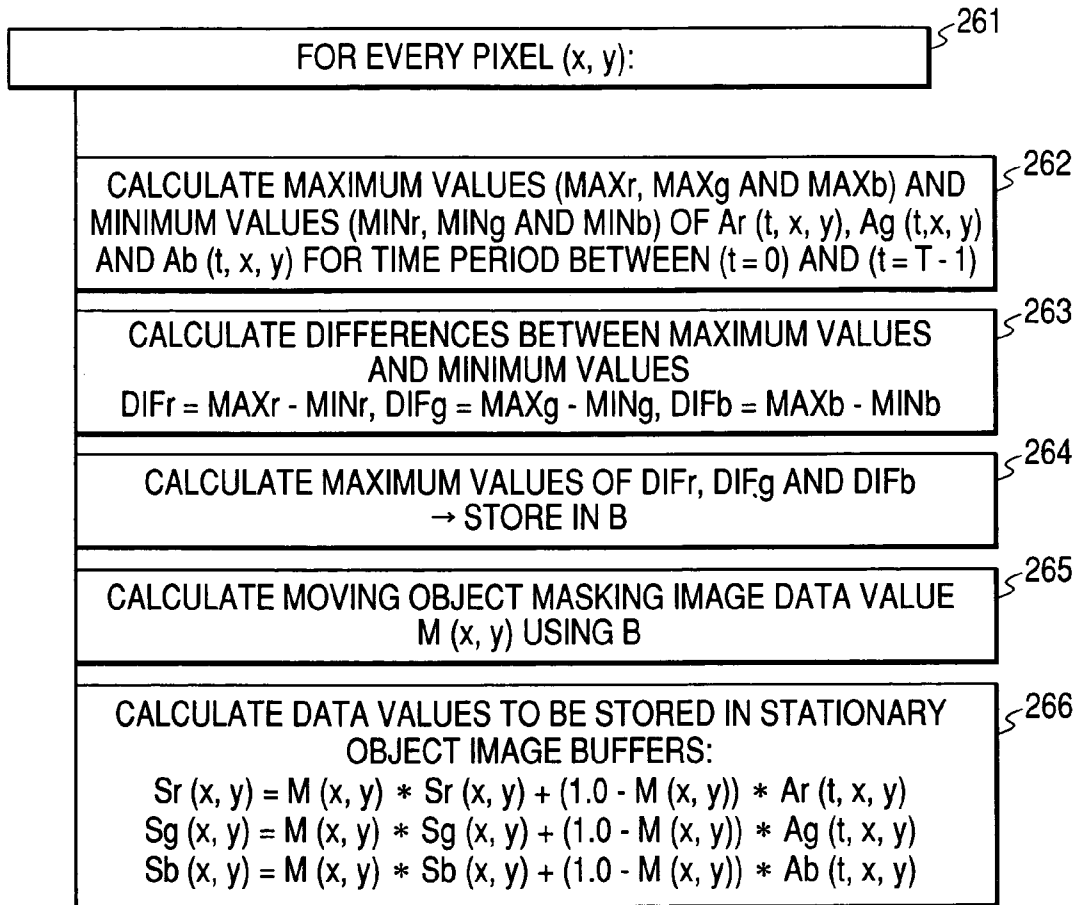 261
FOR EVERY PIXEL (x, y):
262
CALCULATE MAXIMUM VALUES (MAXr, MAXg AND MAXb) AND
MINIMUM VALUES (MINr, MINg AND MINb) OF Ar (t, x, y), Ag (t,x, y)
AND Ab (t, x, y) FOR TIME PERIOD BETWEEN (t = 0) AND (t = T - 1)
263
CALCULATE DIFFERENCES BETWEEN MAXIMUM VALUES
AND MINIMUM VALUES
DIFr = MAXr - MINr, DIFg = MAXg - MINg, DIFb = MAXb - MINb
264
CALCULATE MAXIMUM VALUES OF DIFr, DIFg AND DIFb
→ STORE IN B
265
CALCULATE MOVING OBJECT MASKING IMAGE DATA VALUE
M (x, y) USING B
266
CALCULATE DATA VALUES TO BE STORED IN STATIONARY
OBJECT IMAGE BUFFERS:
Sr (x, y) = M (x, y) * Sr (x, y) + (1.0 - M (x, y)) * Ar (t, x, y)
Sg (x, y) = M (x, y) * Sg (x, y) + (1.0 - M (x, y)) * Ag (t, x, y)
Sb (x, y) = M (x, y) * Sb (x, y) + (1.0 - M (x, y)) * Ab (t, x, y)